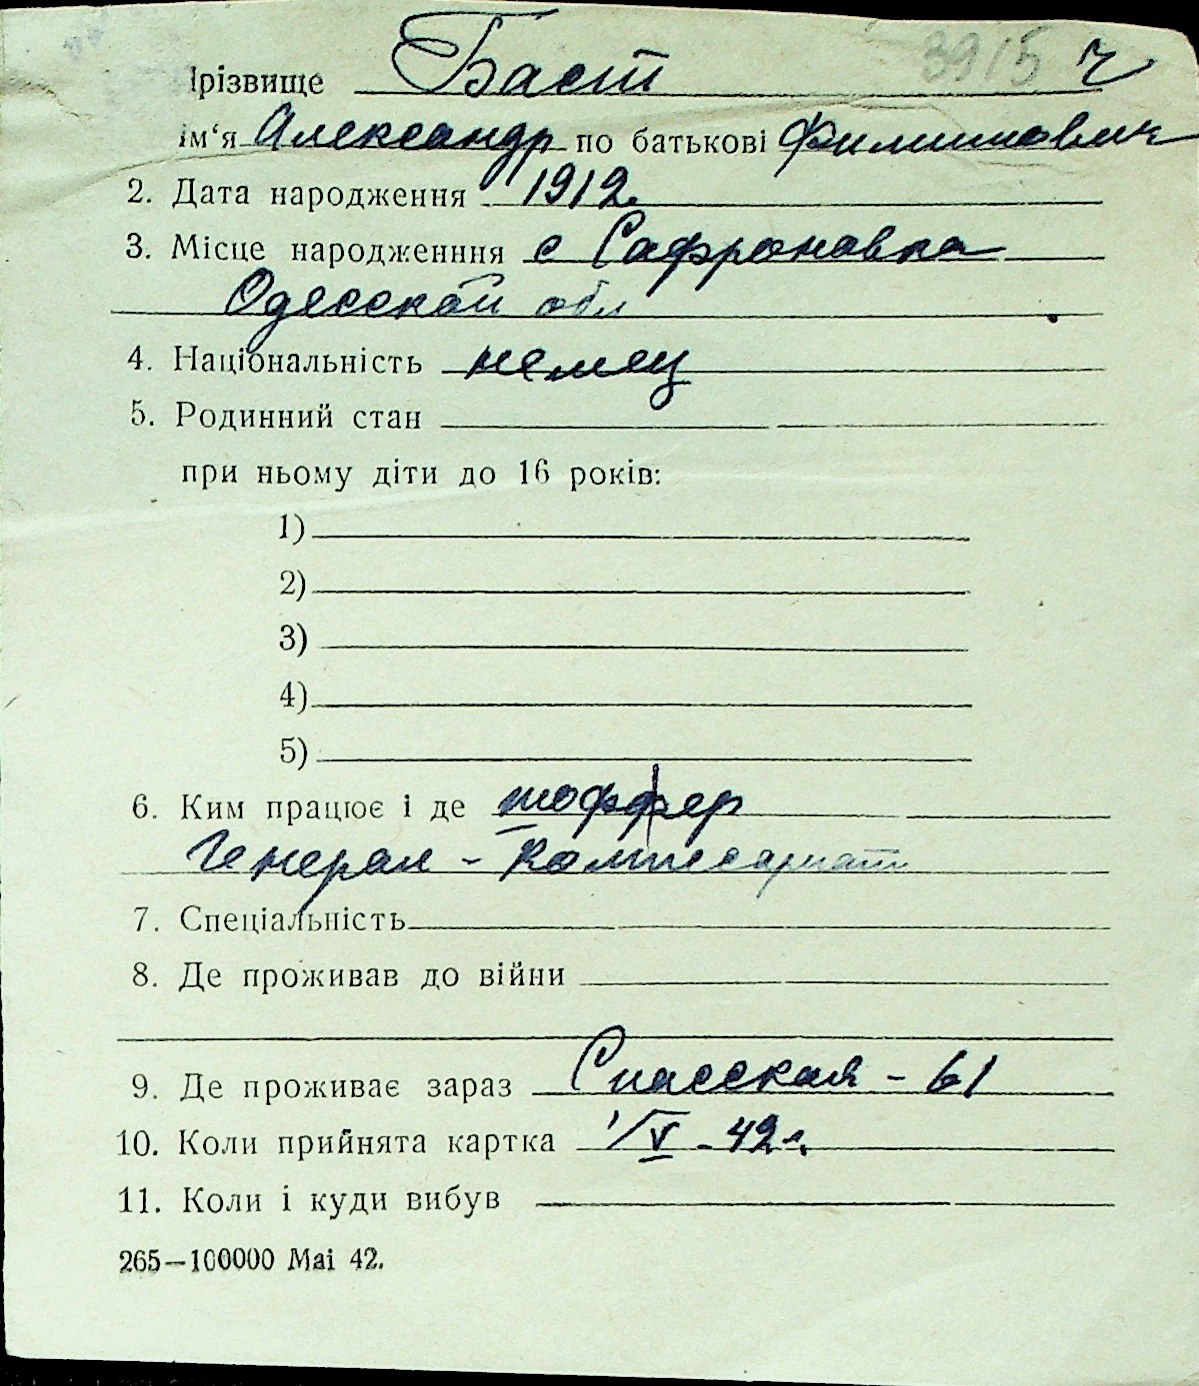 Прізвище Баст 3915 ч
ім‘я Александр по батькові Филиппович
2. Дата народження 1912.
3. Місце народженння с Сафроновка
Одесской обл
4. Національність немец
5. Родинний стан
при ньому діти до 16 років:
1)
2)
3)
4)
5)
6. Ким працює і де шоффер
Генерал - Комиссариат
7. Спеціальність
8. Де проживав до війни
9. Де проживає зараз Спасская - 61
10. Коли прийнята картка 1/V - 42 г.
11. Коли і куди вибув
265—100000 Mai 42.